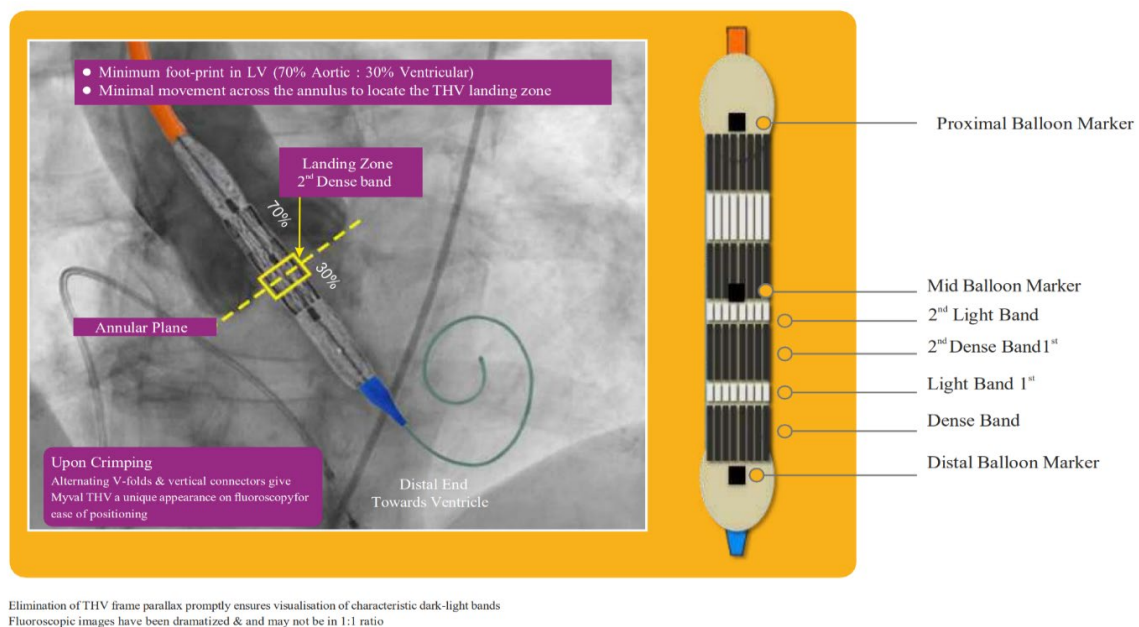 ● Minimum foot-print in LV (70% Aortic : 30% Ventricular)
● Minimal movement across the annulus to locate the THV landing zone
Landing Zone
2nd Dense band
70%
30%
Annular Plane
Upon Crimping
Alternating V-folds & vertical connectors give
Myval THV a unique appearance on fluoroscopyfor
ease of positioning
Distal End
Towards Ventricle
Proximal Balloon Marker
Mid Balloon Marker
2nd Light Band
2nd Dense Band1st
Light Band 1st
Dense Band
Distal Balloon Marker
Elimination of THV frame parallax promptly ensures visualisation of characteristic dark-light bands
Fluoroscopic images have been dramatized & and may not be in 1:1 ratio